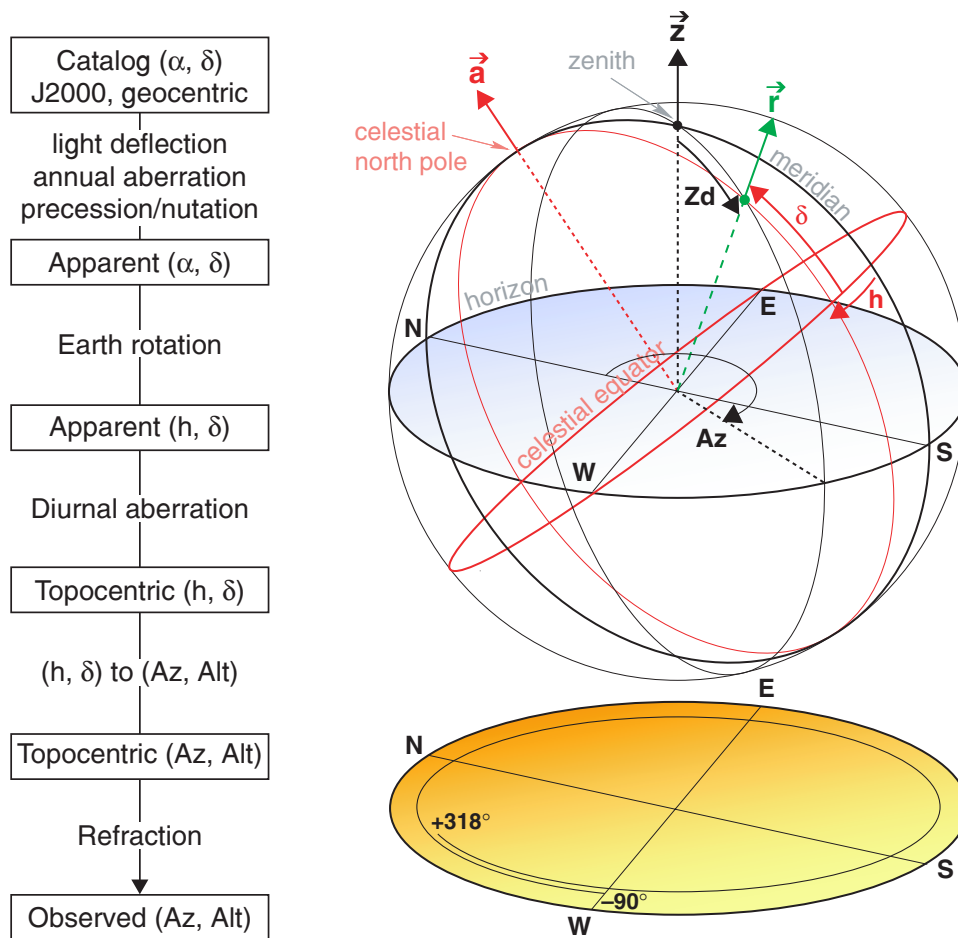 Catalog (α, δ)
J2000, geocentric
light deflection
annual aberration
precession/nutation
Apparent (α, δ)
Earth rotation
Apparent (h, δ)
Diurnal aberration
Topocentric (h, δ)
(h, δ) to (Az, Alt)
Topocentric (Az, Alt)
Refraction
Observed (Az, Alt)
z⃗
zenith
a⃗
r⃗
celestial
north pole
meridian
Zd
δ
horizon
h
E
N
celestial equator
Az
S
W
E
N
+318°
S
–90°
W